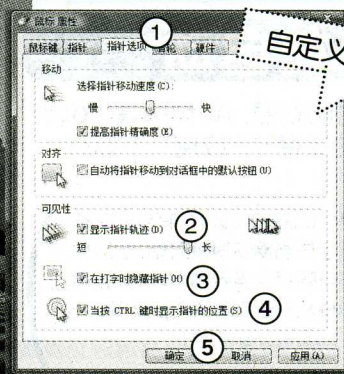 鼠标 属性
①
自定义
鼠标键 指针 指针选项 滑轮 硬件
移动
选择指针移动速度(C):
慢 快
提高指针精确度(E)
对齐
自动将指针移动到对话框中的默认按钮(U)
可见性
显示指针轨迹(D) ②
短 长
在打字时隐藏指针(H) ③
当按 CTRL 键时显示指针的位置(S) ④
确定 ⑤ 取消 应用(A)